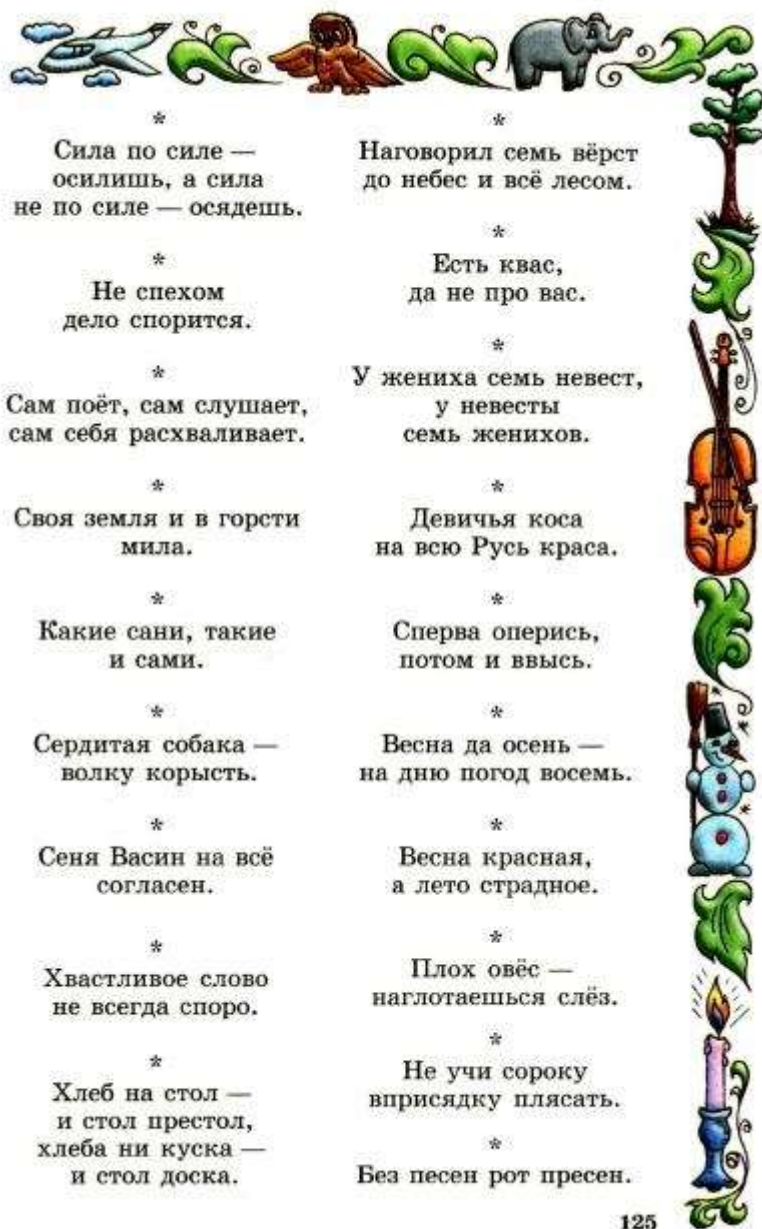 *
Сила по силе —
осилишь, а сила
не по силе — осядешь.
*
Не спехом
дело спорится.
*
Сам поёт, сам слушает,
сам себя расхваливает.
*
Своя земля и в горсти
мила.
*
Какие сани, такие
и сами.
*
Сердитая собака —
волку корысть.
*
Сеня Васин на всё
согласен.
*
Хвастливое слово
не всегда споро.
*
Хлеб на стол —
и стол престол,
хлеба ни куска —
и стол доска.
*
Наговорил семь вёрст
до небес и всё лесом.
*
Есть квас,
да не про вас.
*
У жениха семь невест,
у невесты
семь женихов.
*
Девичья коса
на всю Русь краса.
*
Сперва оперись,
потом и ввысь.
*
Весна да осень —
на дню погод восемь.
*
Весна красная,
а лето страдное.
*
Плох овёс —
наглотаешься слёз.
*
Не учи сороку
вприсядку плясать.
*
Без песен рот пресен.
125